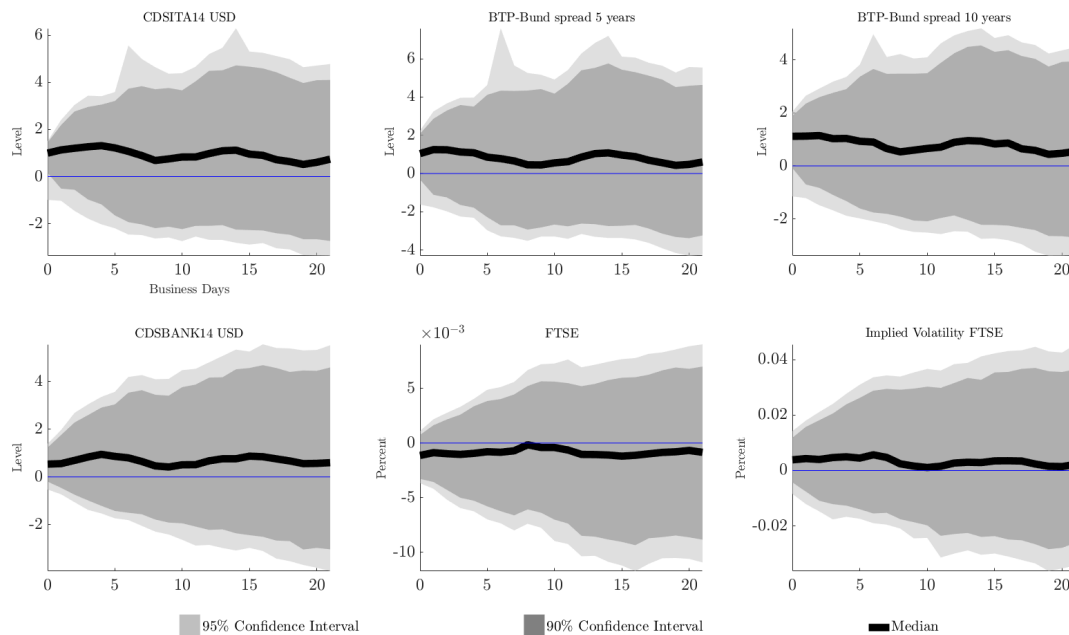 CDSITA14 USD
6
4
2
0
-2
Level
0 5 10 15 20
Business Days
BTP-Bund spread 5 years
6
4
2
0
-2
-4
Level
0 5 10 15 20
BTP-Bund spread 10 years
4
2
0
-2
Level
0 5 10 15 20
CDSBANK14 USD
4
2
0
-2
Level
0 5 10 15 20
×10⁻³
FTSE
5
0
-5
-10
Percent
0 5 10 15 20
Implied Volatility FTSE
0.04
0.02
0
-0.02
Percent
0 5 10 15 20
95% Confidence Interval
90% Confidence Interval
Median